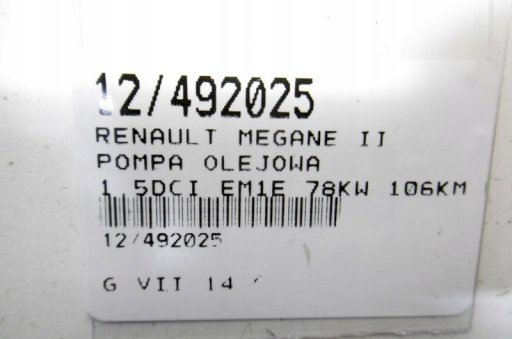 12/492025
RENAULT MEGANE II
POMPA OLEJOWA
1.5DCI EM1E 78KW 106KM
12/492025
G VII 14